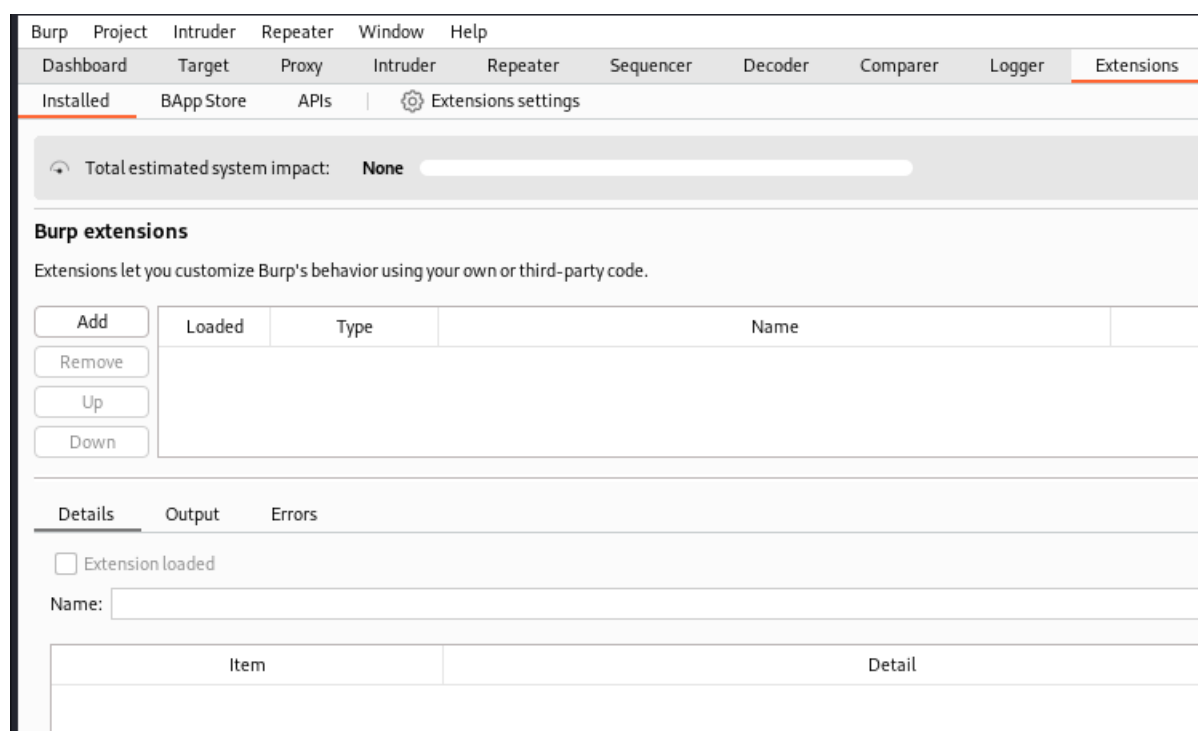 Burp Project Intruder Repeater Window Help
Dashboard Target Proxy Intruder Repeater Sequencer Decoder Comparer Logger Extensions
Installed BApp Store APIs Extensions settings
Total estimated system impact: None
Burp extensions
Extensions let you customize Burp's behavior using your own or third-party code.
Add Loaded Type Name
Remove
Up
Down
Details Output Errors
Extension loaded
Name:
Item Detail